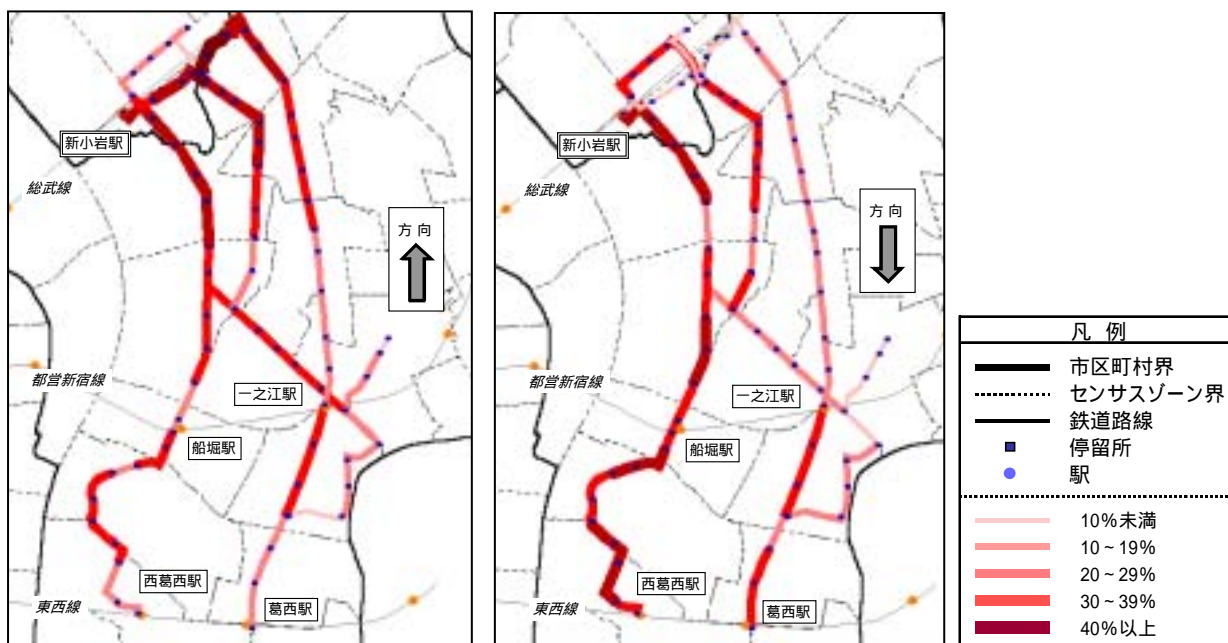 新小岩駅
総武線
方 向
都営新宿線
一之江駅
船堀駅
西葛西駅
東西線
葛西駅
新小岩駅
総武線
方 向
都営新宿線
一之江駅
船堀駅
西葛西駅
東西線
葛西駅
凡 例
市区町村界
センサスゾーン界
鉄道路線
停留所
駅
10%未満
10~19%
20~29%
30~39%
40%以上